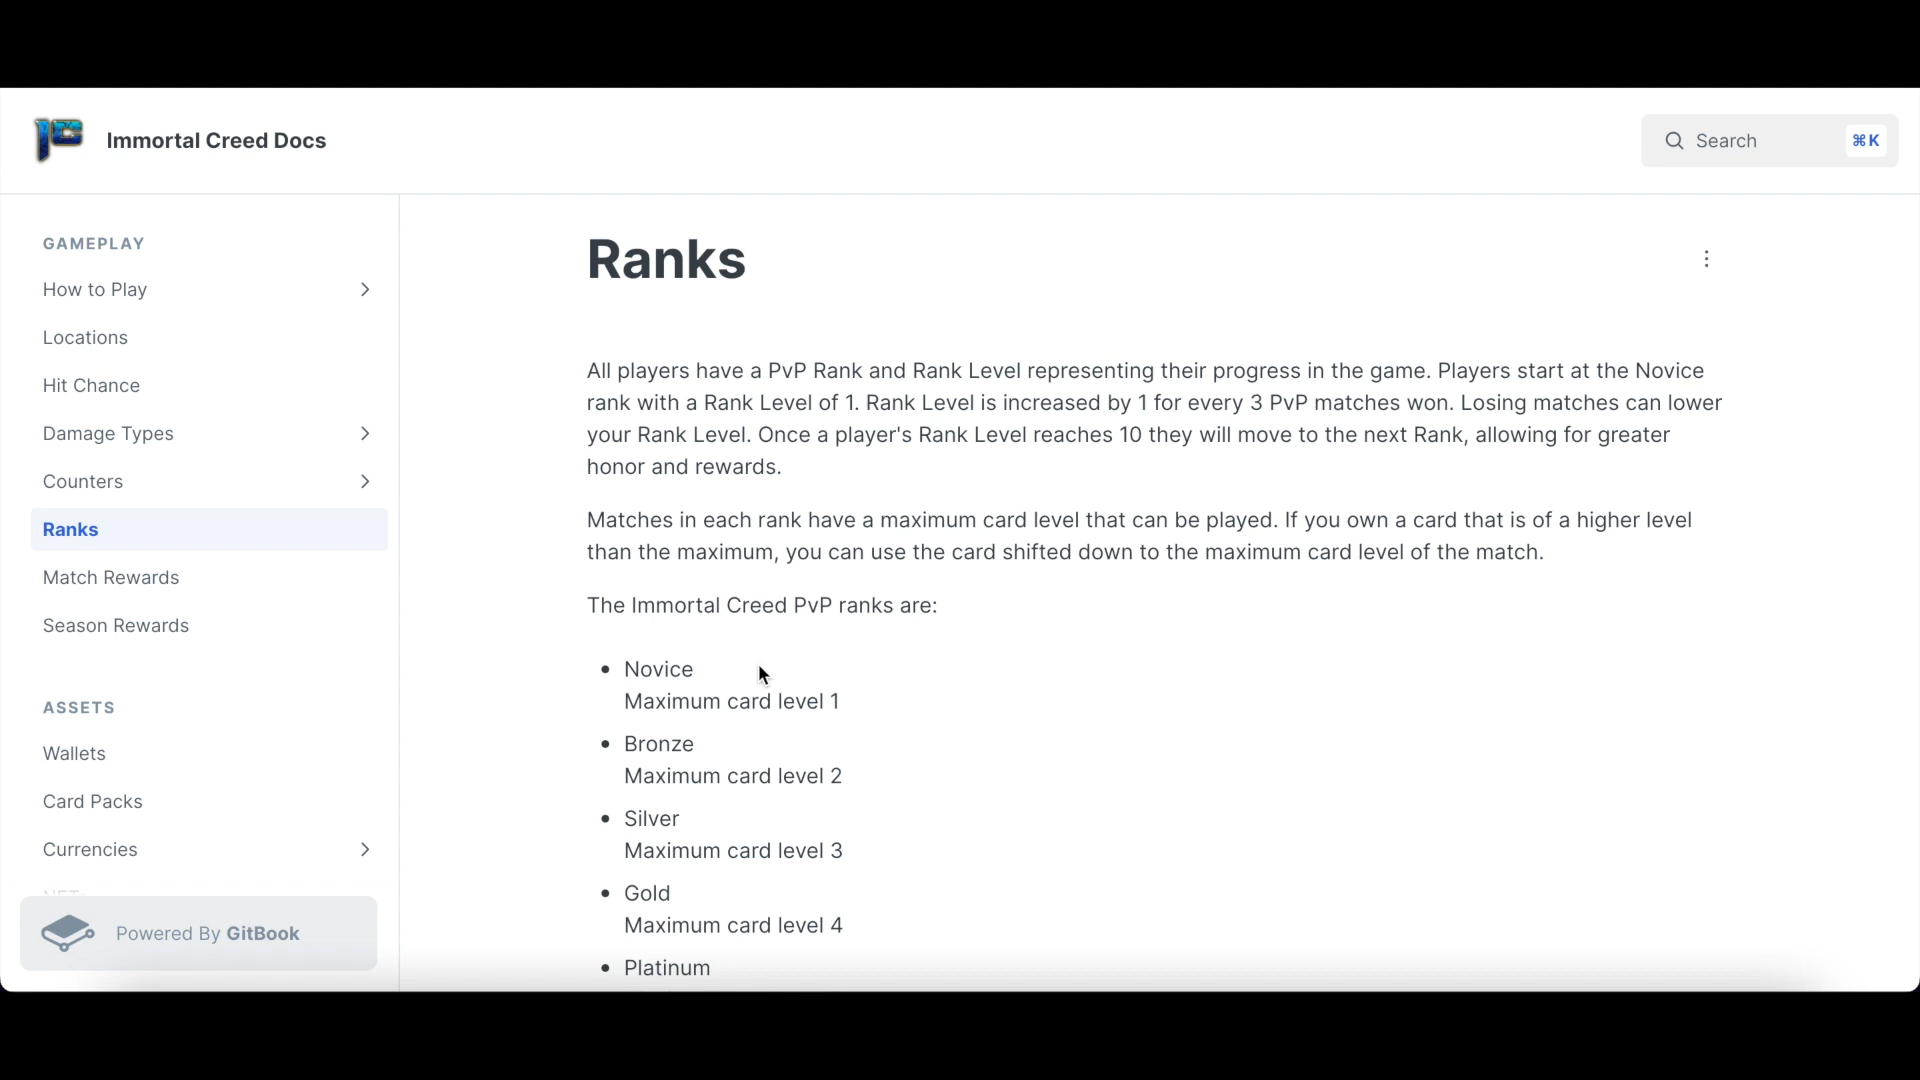 Immortal Creed Docs
Search
⌘K
GAMEPLAY
How to Play
Locations
Hit Chance
Damage Types
Counters
Ranks
Match Rewards
Season Rewards
ASSETS
Wallets
Card Packs
Currencies
Powered By GitBook
Ranks
All players have a PvP Rank and Rank Level representing their progress in the game. Players start at the Novice
rank with a Rank Level of 1. Rank Level is increased by 1 for every 3 PvP matches won. Losing matches can lower
your Rank Level. Once a player's Rank Level reaches 10 they will move to the next Rank, allowing for greater
honor and rewards.
Matches in each rank have a maximum card level that can be played. If you own a card that is of a higher level
than the maximum, you can use the card shifted down to the maximum card level of the match.
The Immortal Creed PvP ranks are:
• Novice
Maximum card level 1
• Bronze
Maximum card level 2
• Silver
Maximum card level 3
• Gold
Maximum card level 4
• Platinum